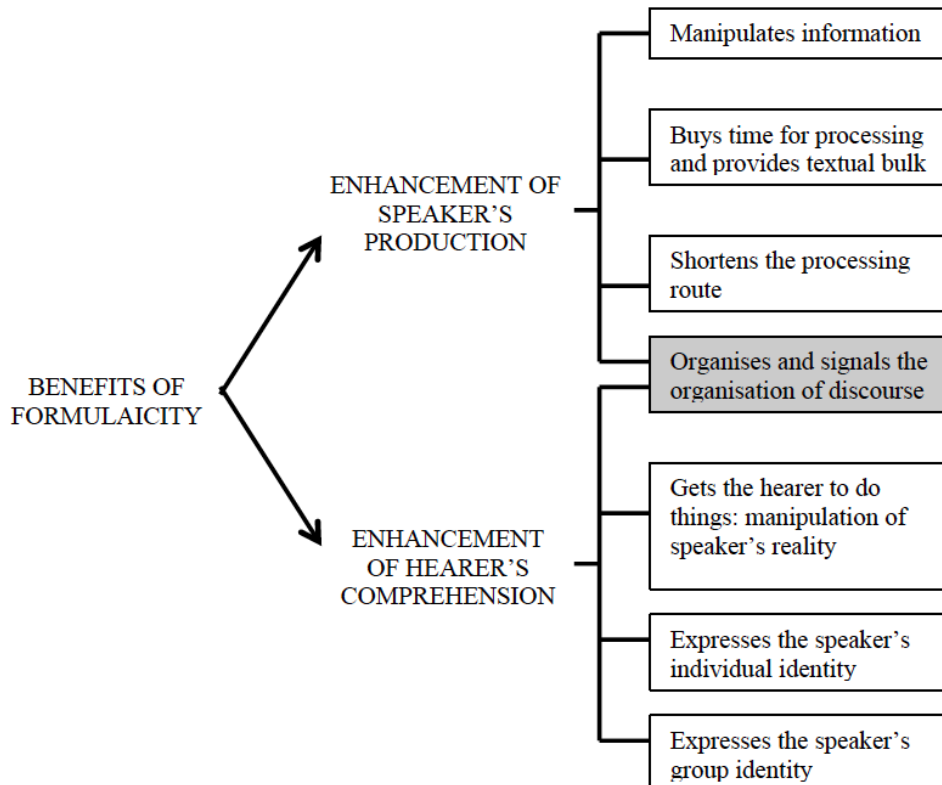 Manipulates information
Buys time for processing
and provides textual bulk
ENHANCEMENT OF
SPEAKER’S
PRODUCTION
Shortens the processing
route
Organises and signals the
organisation of discourse
BENEFITS OF
FORMULAICITY
Gets the hearer to do
things: manipulation of
speaker’s reality
ENHANCEMENT
OF HEARER’S
COMPREHENSION
Expresses the speaker’s
individual identity
Expresses the speaker’s
group identity